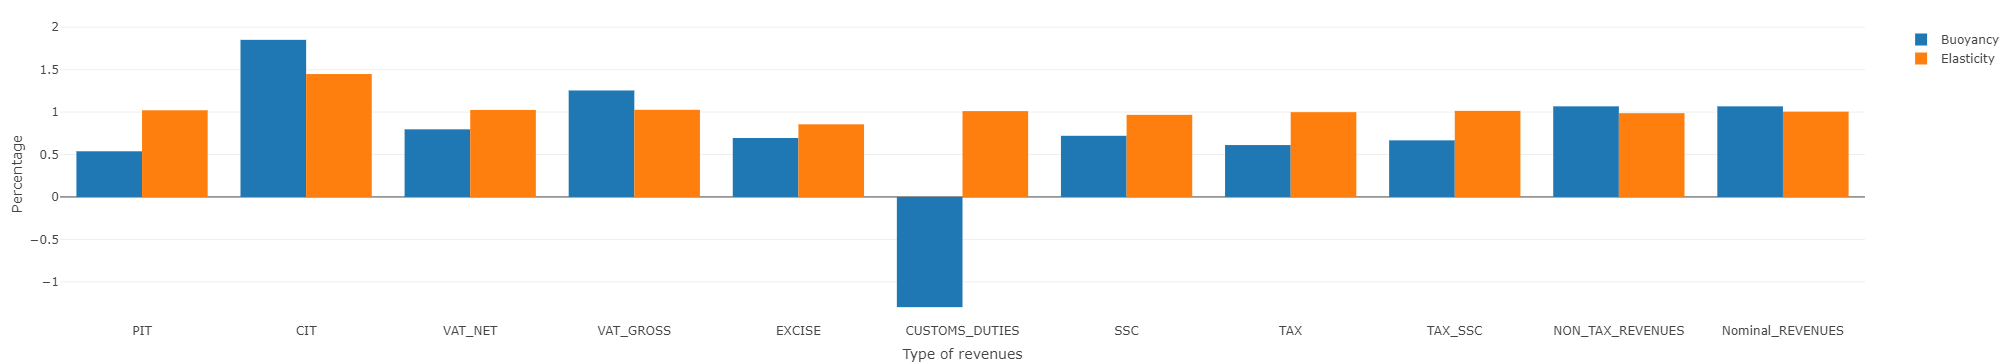 2
1.5
1
0.5
0
−0.5
−1
Percentage
PIT
CIT
VAT_NET
VAT_GROSS
EXCISE
CUSTOMS_DUTIES
SSC
TAX
TAX_SSC
NON_TAX_REVENUES
Nominal_REVENUES
Type of revenues
Buoyancy
Elasticity